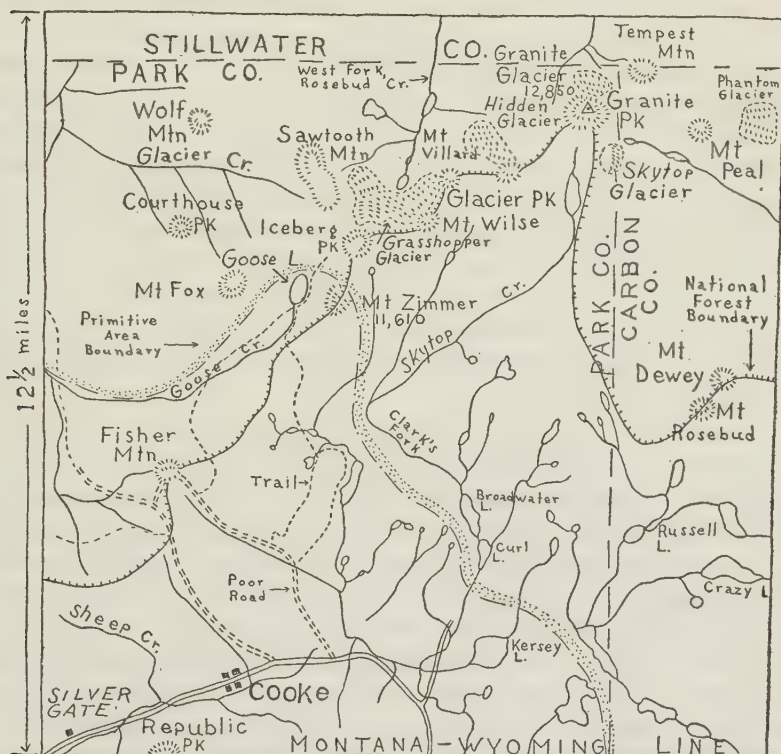 STILLWATER CO.
PARK CO.
West Fork,
Rosebud Cr.
Granite
Glacier
12,850
Hidden
Glacier
Tempest
Mtn
Phantom
Glacier
Granite
PK
Wolf
Mtn
Glacier Cr.
Sawtooth
Mtn
Mt
Villard
Mt
Peal
Skytop
Glacier
Courthouse
PK
Iceberg
PK
Glacier PK
Mt Wilse
Grasshopper
Glacier
Goose L.
Mt Fox
Mt Zimmer
11,610
PARK CO.
CARBON
CO.
National
Forest
Boundary
Primitive
Area
Boundary
Goose Cr.
Skytop Cr.
12½ miles
Mt
Dewey
Mt
Rosebud
Fisher
Mtn
Clark's
Fork
Trail
Broadwater
L.
Curl
L.
Russell
L.
Poor
Road
Crazy L
Sheep Cr.
Kersey
L.
Cooke
SILVER
GATE
Republic
PK
MONTANA-WYOMING LINE